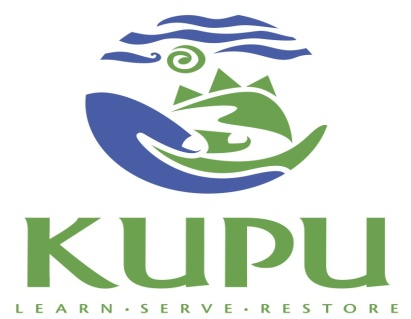 KUPU
LEARN · SERVE · RESTORE